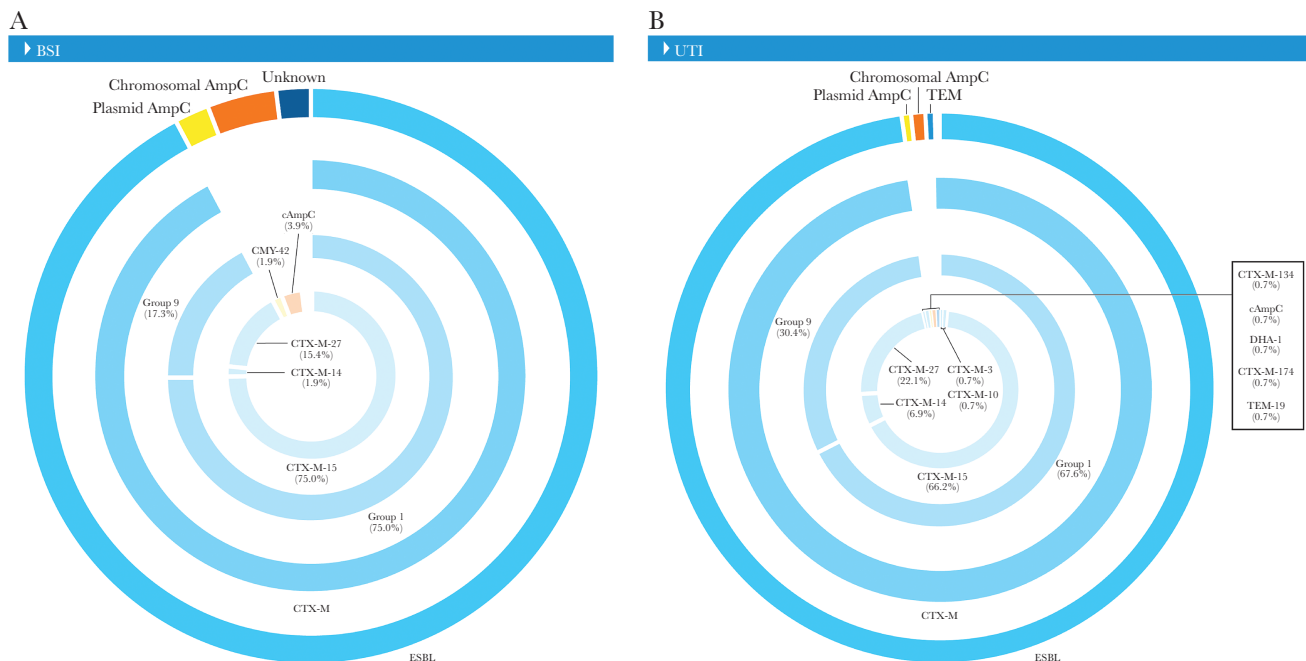 A
BSI
Chromosomal AmpC
Unknown
Plasmid AmpC
cAmpC
(3.9%)
CMY-42
(1.9%)
Group 9
(17.3%)
CTX-M-27
(15.4%)
CTX-M-14
(1.9%)
CTX-M-15
(75.0%)
Group 1
(75.0%)
CTX-M
ESBL
B
UTI
Chromosomal AmpC
Plasmid AmpC
TEM
CTX-M-134
(0.7%)
cAmpC
(0.7%)
DHA-1
(0.7%)
CTX-M-174
(0.7%)
TEM-19
(0.7%)
Group 9
(30.4%)
CTX-M-27
(22.1%)
CTX-M-3
(0.7%)
CTX-M-14
(6.9%)
CTX-M-10
(0.7%)
CTX-M-15
(66.2%)
Group 1
(67.6%)
CTX-M
ESBL